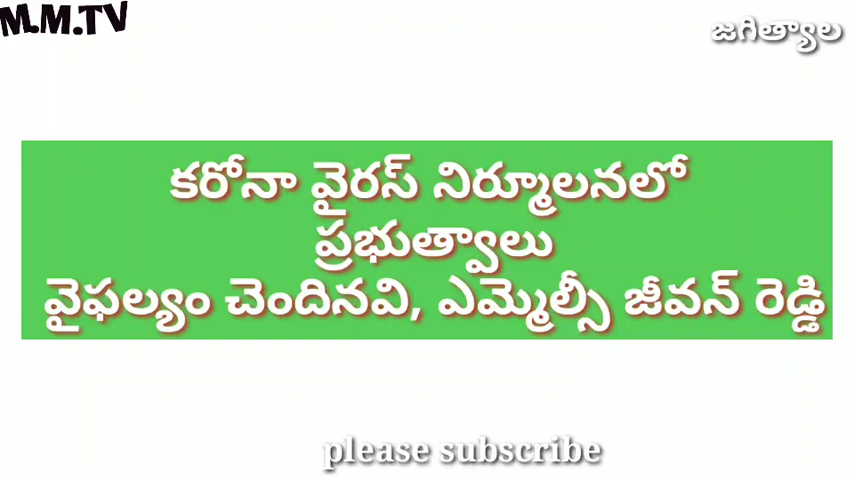 M.M.TV
జగిత్యాల
కరోనా వైరస్ నిర్మూలనలో
ప్రభుత్వాలు
వైఫల్యం చెందినవి, ఎమ్మెల్సీ జీవన్ రెడ్డి
please subscribe